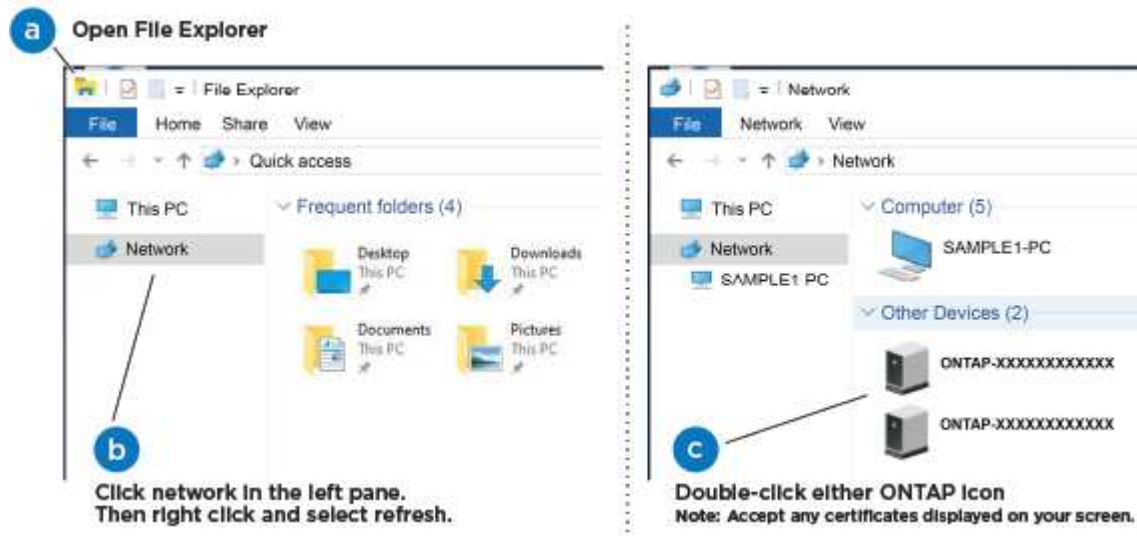 a Open File Explorer
File Explorer
File Home Share View
Quick access
This PC
Network
Frequent folders (4)
Desktop
This PC
Downloads
This PC
Documents
This PC
Pictures
This PC
b
Click network in the left pane.
Then right click and select refresh.
Network
File Network View
Network
This PC
Network
SAMPLE1 PC
Computer (5)
SAMPLE1-PC
Other Devices (2)
ONTAP-XXXXXXXXXXXX
ONTAP-XXXXXXXXXXXX
c
Double-click either ONTAP icon
Note: Accept any certificates displayed on your screen.